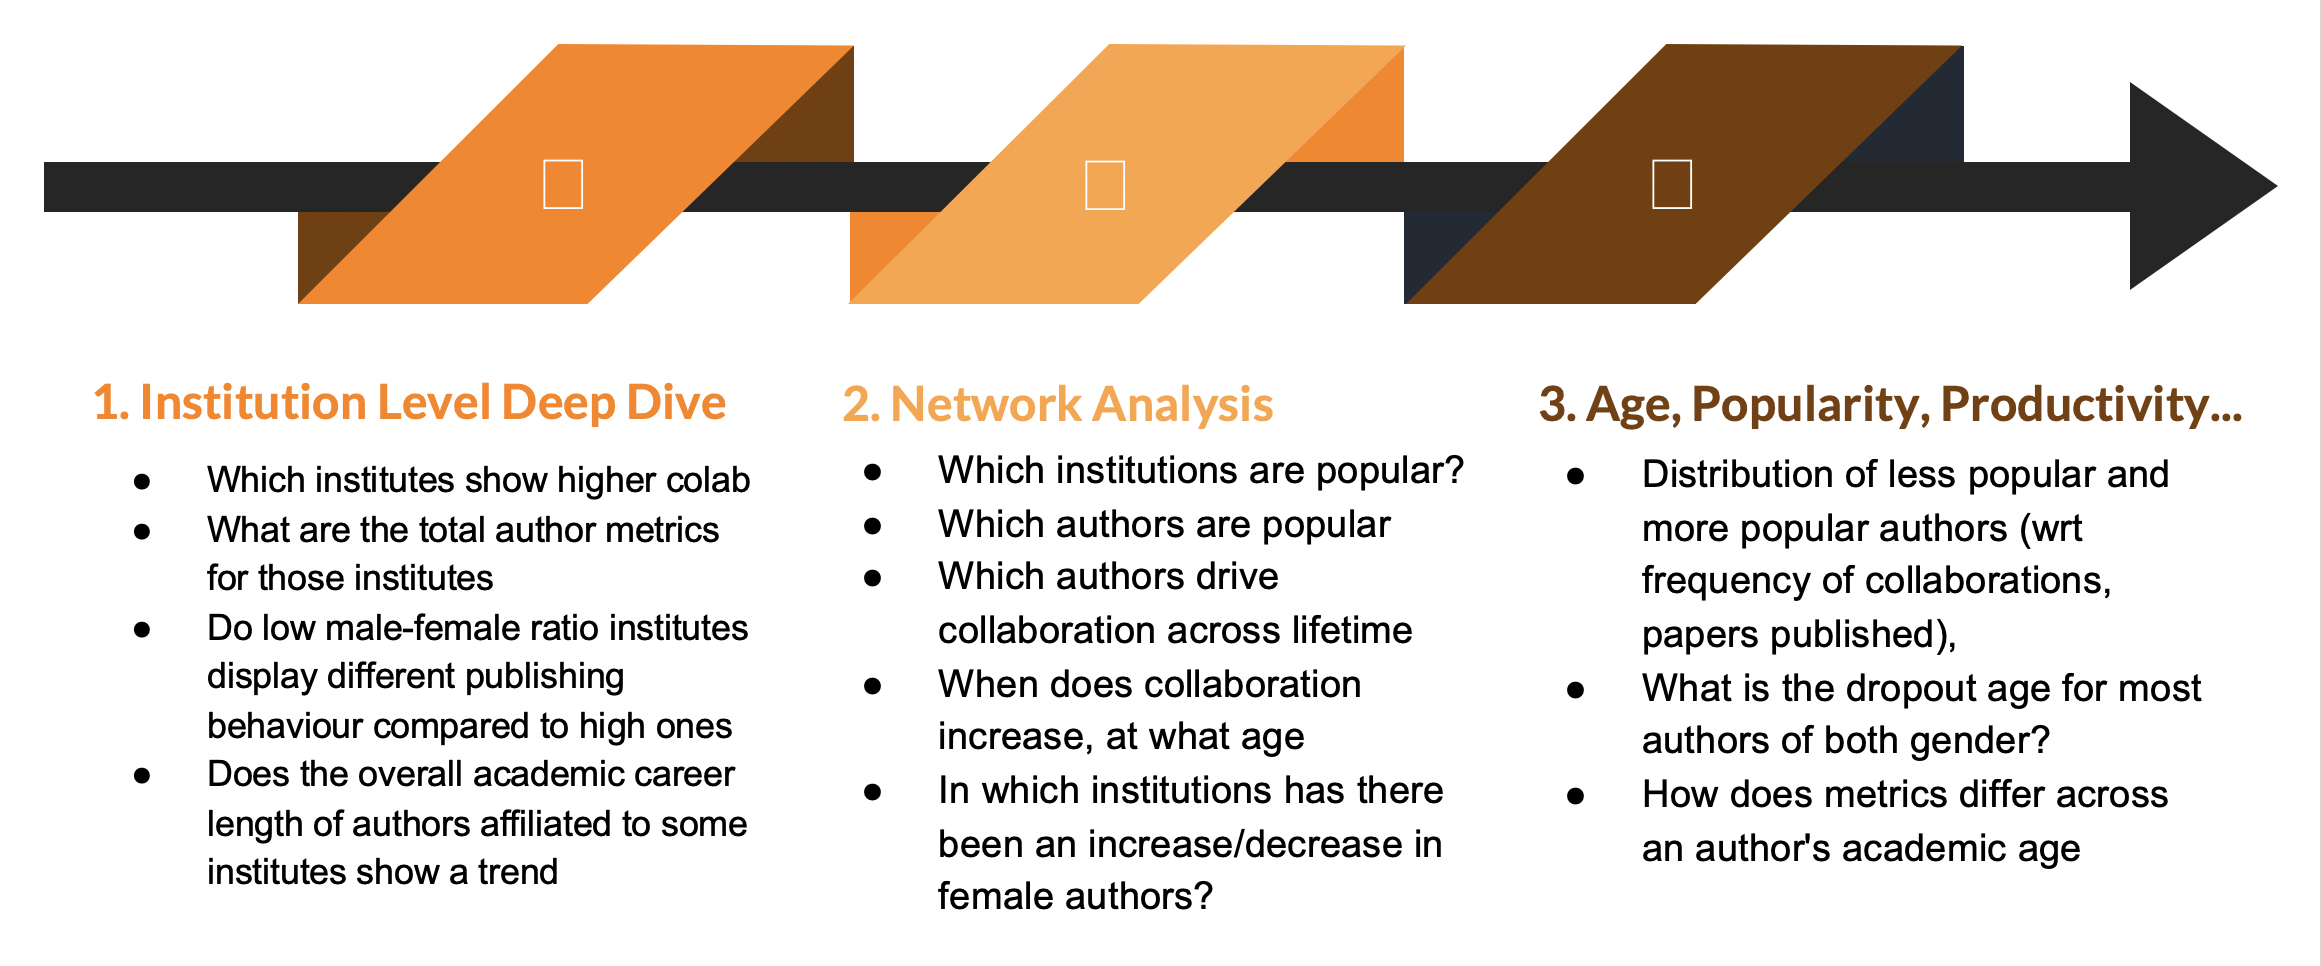 1. Institution Level Deep Dive
● Which institutes show higher colab
● What are the total author metrics
for those institutes
● Do low male-female ratio institutes
display different publishing
behaviour compared to high ones
● Does the overall academic career
length of authors affiliated to some
institutes show a trend
2. Network Analysis
● Which institutions are popular?
● Which authors are popular
● Which authors drive
collaboration across lifetime
● When does collaboration
increase, at what age
● In which institutions has there
been an increase/decrease in
female authors?
3. Age, Popularity, Productivity...
● Distribution of less popular and
more popular authors (wrt
frequency of collaborations,
papers published),
● What is the dropout age for most
authors of both gender?
● How does metrics differ across
an author's academic age